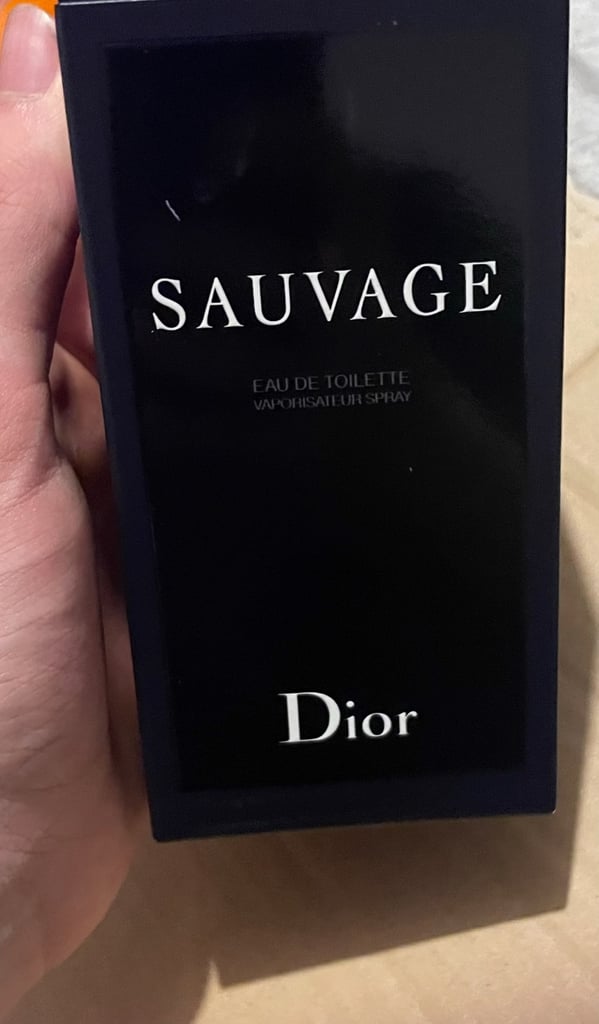 SAUVAGE
EAU DE TOILETTE
VAPORISATEUR SPRAY
Dior